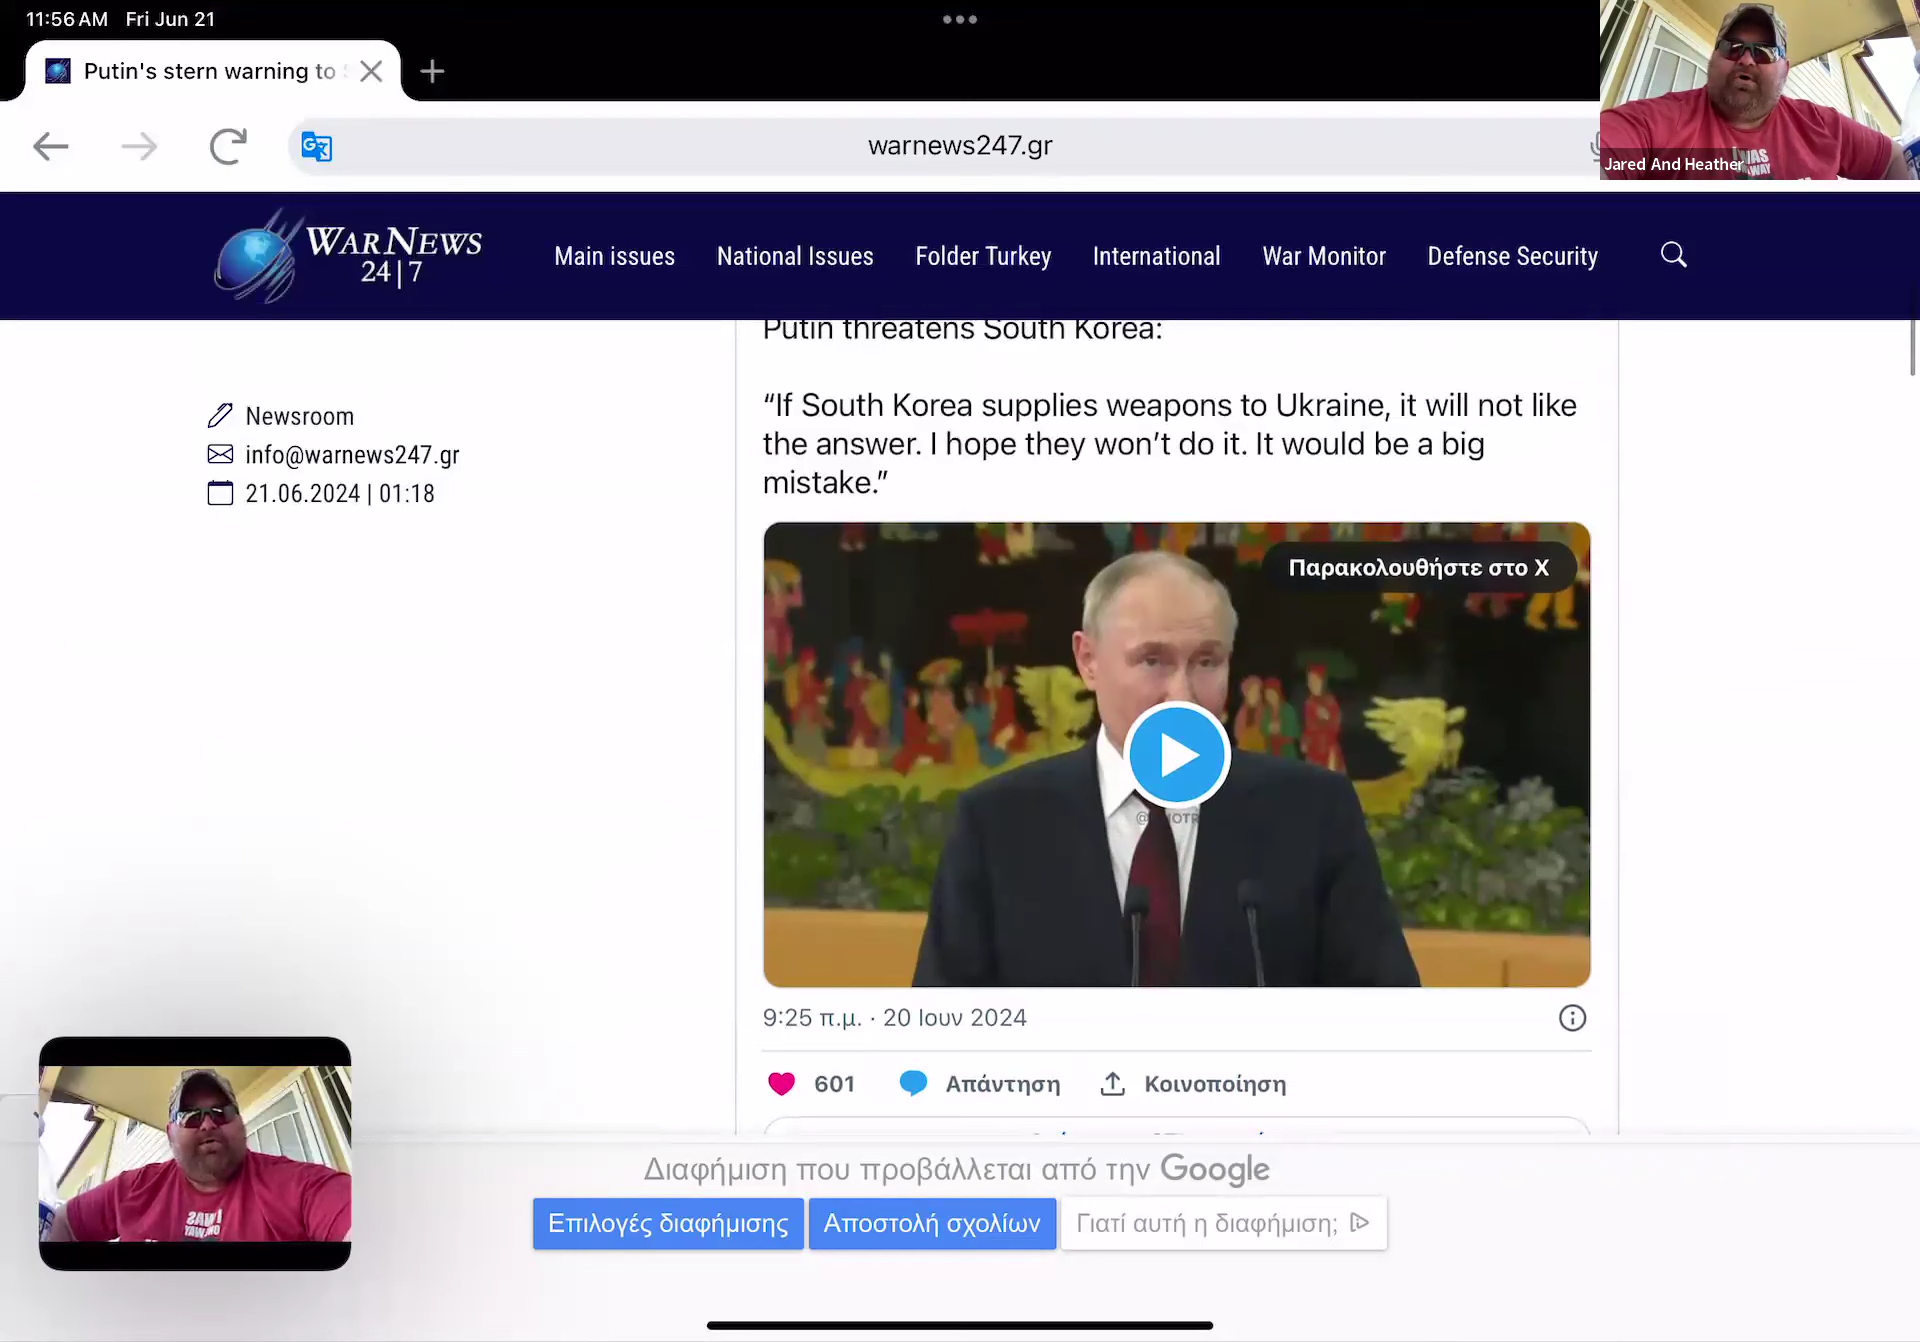 11:56 AM Fri Jun 21
Putin's stern warning to
warnews247.gr
Jared And Heather
WAR NEWS
24|7
Main issues National Issues Folder Turkey International War Monitor Defense Security
Putin threatens South Korea:
Newsroom
info@warnews247.gr
21.06.2024 | 01:18
“If South Korea supplies weapons to Ukraine, it will not like
the answer. I hope they won’t do it. It would be a big
mistake.”
Παρακολουθήστε στο X
9:25 π.μ. · 20 Ιουν 2024
601 Απάντηση Κοινοποίηση
Διαφήμιση που προβάλλεται από την Google
Επιλογές διαφήμισης Αποστολή σχολίων Γιατί αυτή η διαφήμιση;